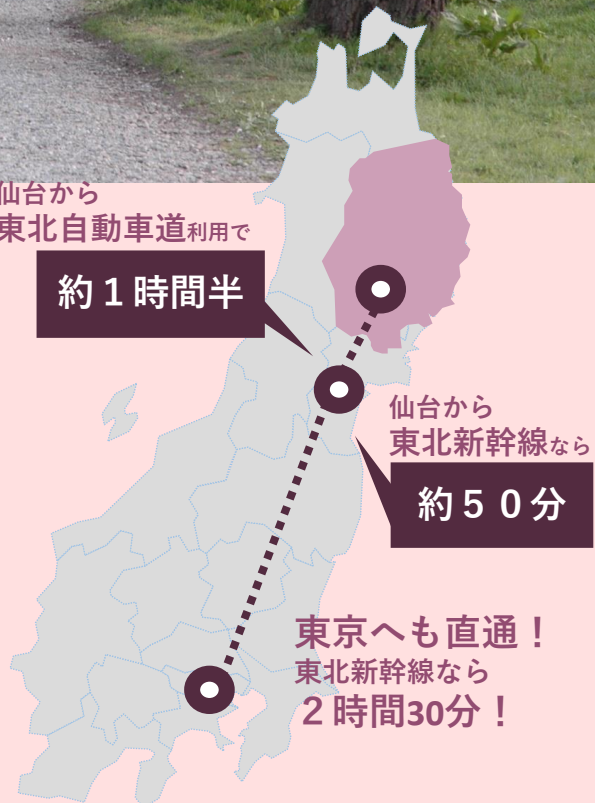 仙台から
東北自動車道利用で
約１時間半
仙台から
東北新幹線なら
約５０分
東京へも直通！
東北新幹線なら
２時間30分！